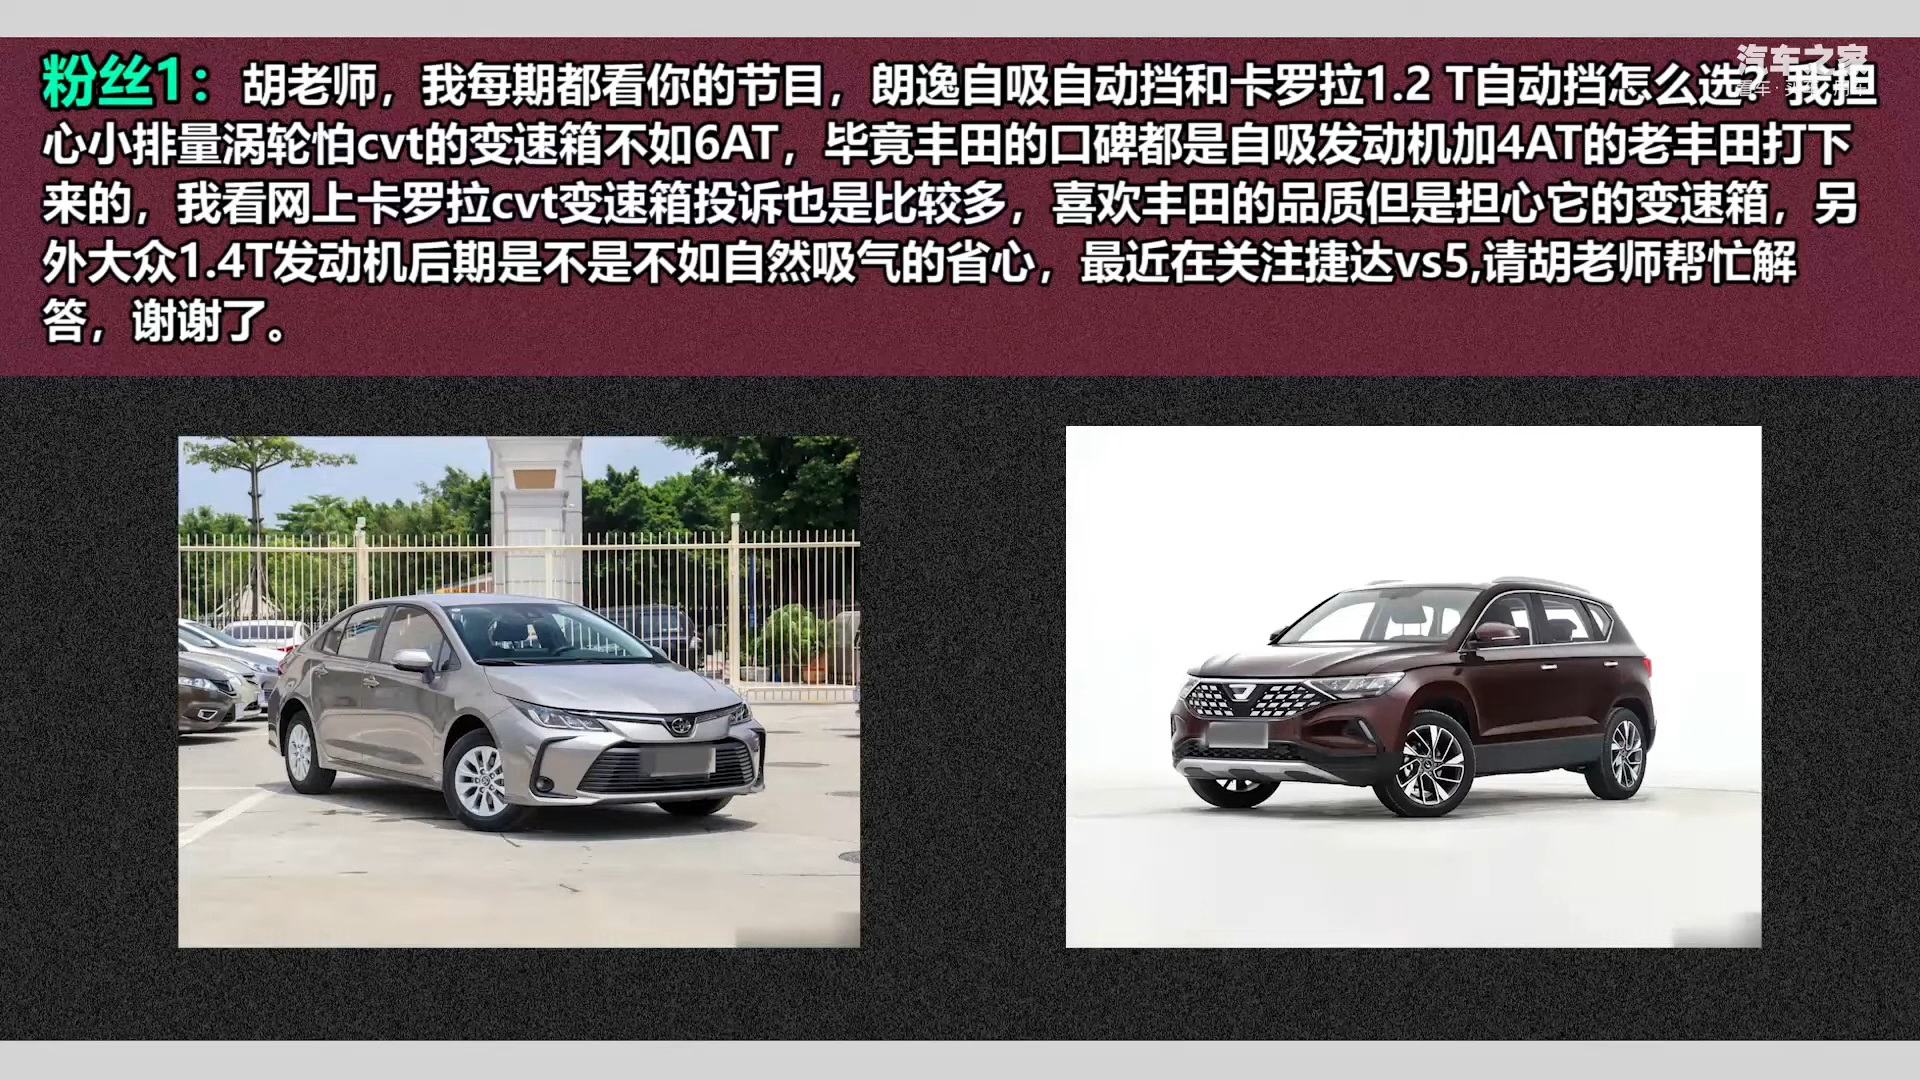 粉丝1：胡老师，我每期都看你的节目，朗逸自吸自动挡和卡罗拉1.2 T自动挡怎么选？我担
心小排量涡轮怕cvt的变速箱不如6AT，毕竟丰田的口碑都是自吸发动机加4AT的老丰田打下
来的，我看网上卡罗拉cvt变速箱投诉也是比较多，喜欢丰田的品质但是担心它的变速箱，另
外大众1.4T发动机后期是不是不如自然吸气的省心，最近在关注捷达vs5,请胡老师帮忙解
答，谢谢了。
汽车之家